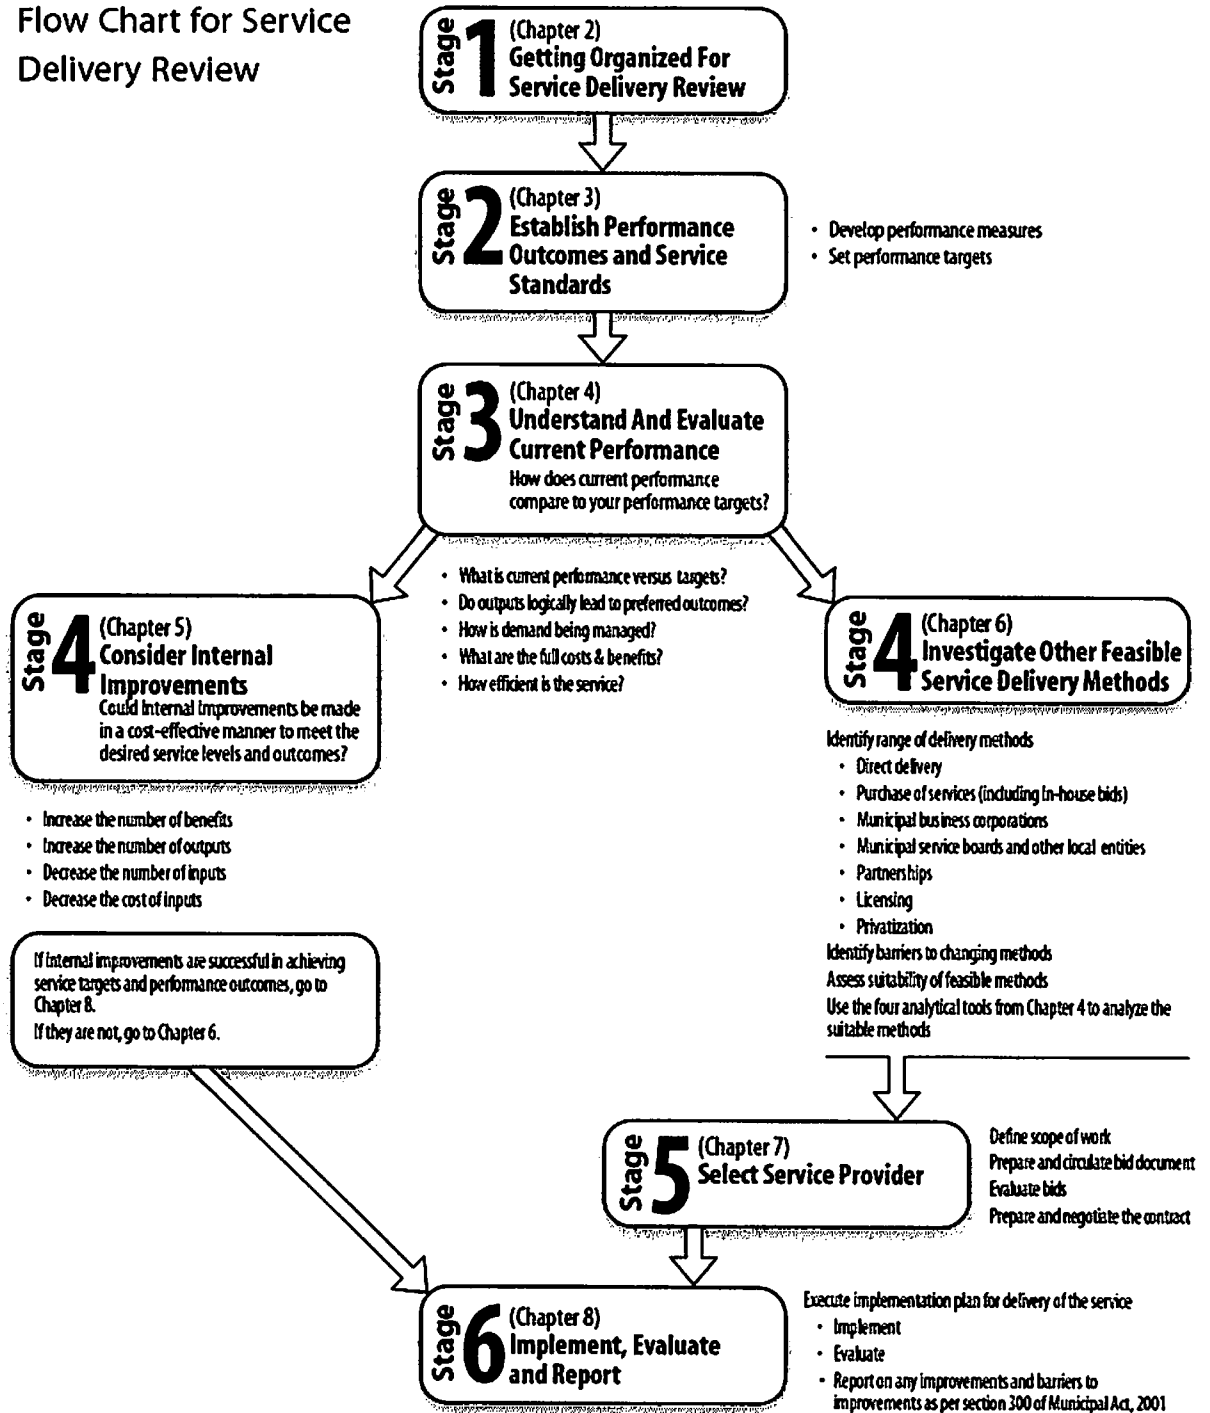 Flow Chart for Service
Delivery Review
Stage 1
(Chapter 2)
Getting Organized For
Service Delivery Review
Stage 2
(Chapter 3)
Establish Performance
Outcomes and Service
Standards
• Develop performance measures
• Set performance targets
Stage 3
(Chapter 4)
Understand And Evaluate
Current Performance
How does current performance
compare to your performance targets?
• What is current performance versus targets?
• Do outputs logically lead to preferred outcomes?
• How is demand being managed?
• What are the full costs & benefits?
• How efficient is the service?
Stage 4
(Chapter 5)
Consider Internal
Improvements
Could Internal Improvements be made
in a cost-effective manner to meet the
desired service levels and outcomes?
• Increase the number of benefits
• Increase the number of outputs
• Decrease the number of inputs
• Decrease the cost of inputs
If internal improvements are successful in achieving
service targets and performance outcomes, go to
Chapter 8.
If they are not, go to Chapter 6.
Stage 4
(Chapter 6)
Investigate Other Feasible
Service Delivery Methods
Identify range of delivery methods
• Direct delivery
• Purchase of services (including in-house bids)
• Municipal business corporations
• Municipal service boards and other local entities
• Partnerships
• Licensing
• Privatization
Identify barriers to changing methods
Assess suitability of feasible methods
Use the four analytical tools from Chapter 4 to analyze the
suitable methods
Stage 5
(Chapter 7)
Select Service Provider
Define scope of work
Prepare and circulate bid document
Evaluate bids
Prepare and negotiate the contract
Stage 6
(Chapter 8)
Implement, Evaluate
and Report
Execute implementation plan for delivery of the service
• Implement
• Evaluate
• Report on any improvements and barriers to
improvements as per section 300 of Municipal Act, 2001